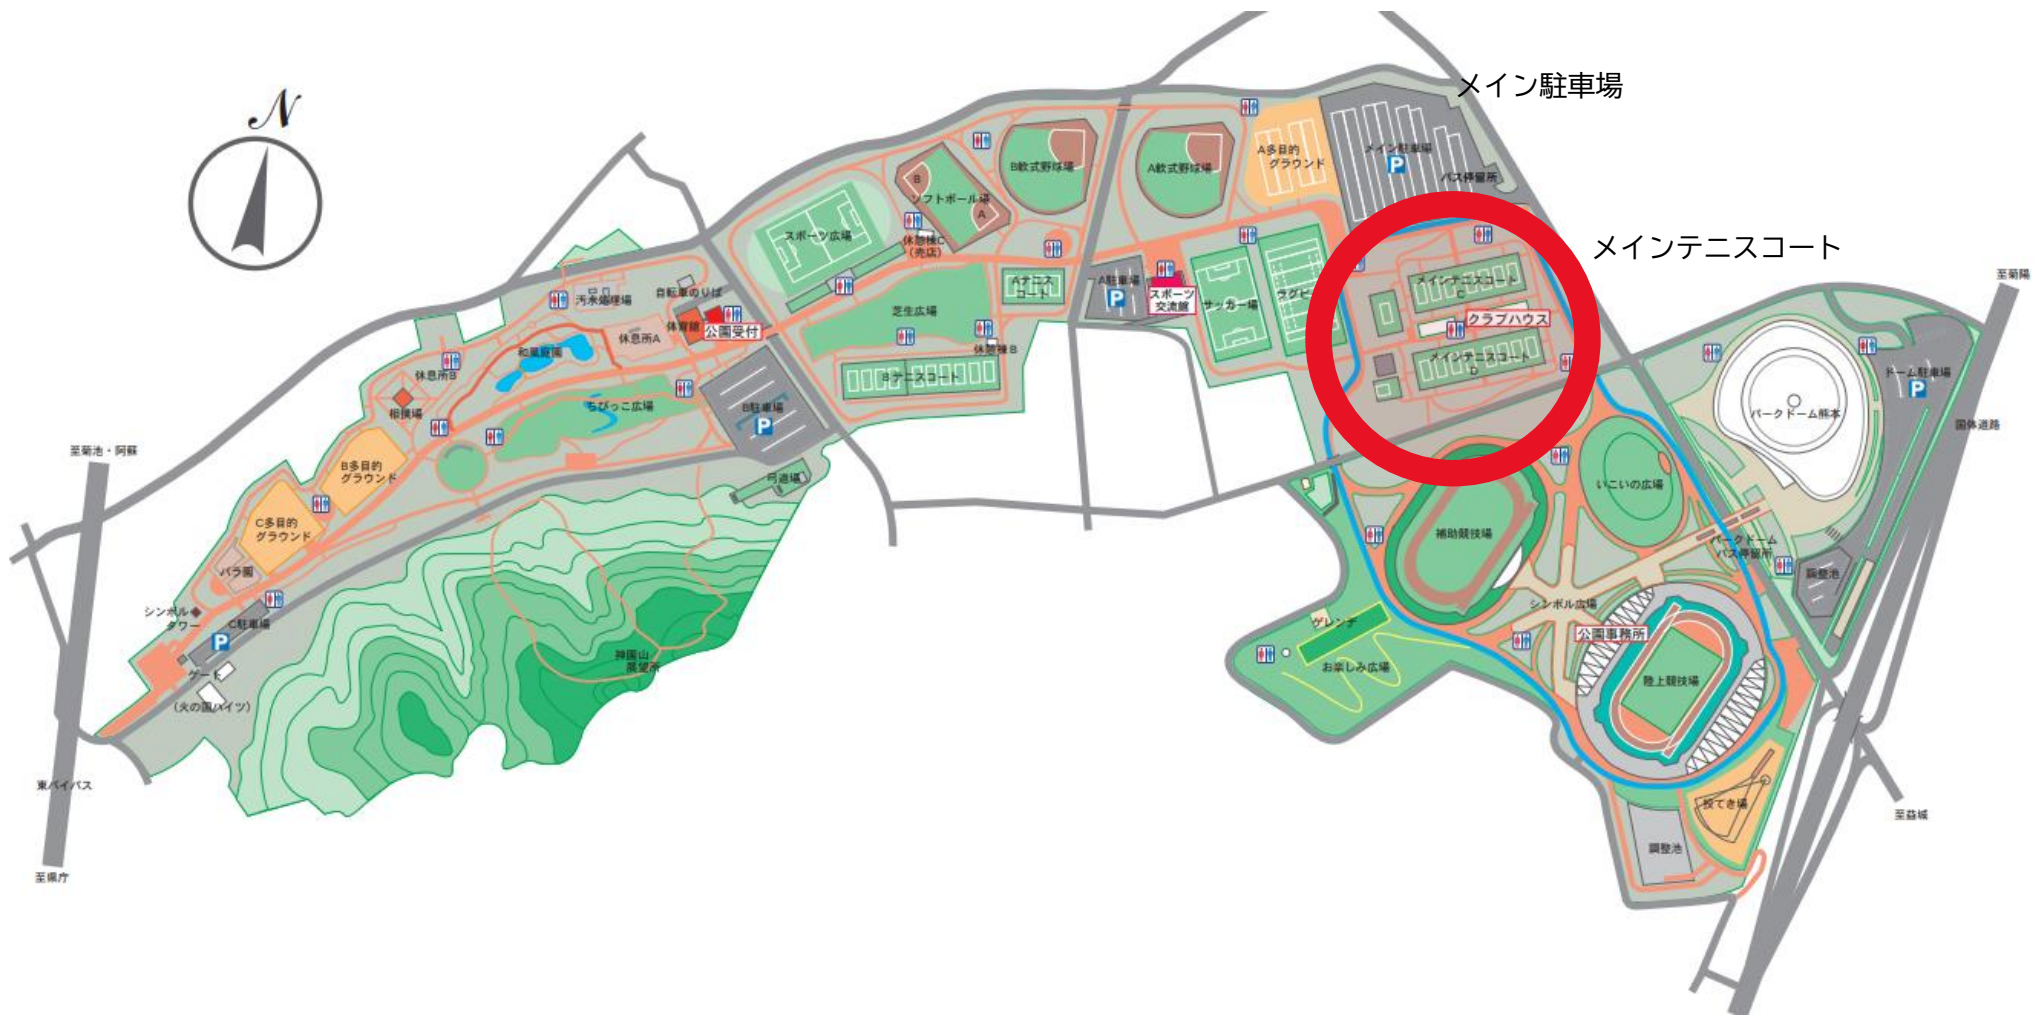 N
メイン駐車場
A多目的
グラウンド
メイン駐車場
P
バス停留所
B軟式野球場
A軟式野球場
B
ソフトボール場
A
スポーツ広場
休憩棟C
(売店)
メインテニスコート
至菊陽
Aテニス
コート
A駐車場
P
スポーツ
交流館
サッカー場
ラグビー
メインテニスコート
C
クラブハウス
メインテニスコート
D
汚水処理場
自転車のりば
体育館
公園受付
芝生広場
休憩棟B
Bテニスコート
休息所A
和風庭園
休息所B
相撲場
ちびっこ広場
B駐車場
P
弓道場
パークドーム熊本
ドーム駐車場
P
国体道路
至菊池・阿蘇
B多目的
グラウンド
C多目的
グラウンド
バラ園
シンボル
タワー
C駐車場
P
ゲート
(火の国ハイツ)
神園山
展望所
いこいの広場
補助競技場
パークドーム
バス停留所
調整池
シンボル広場
公園事務所
ゲレンデ
お楽しみ広場
陸上競技場
投てき場
調整池
至益城
東バイパス
至県庁